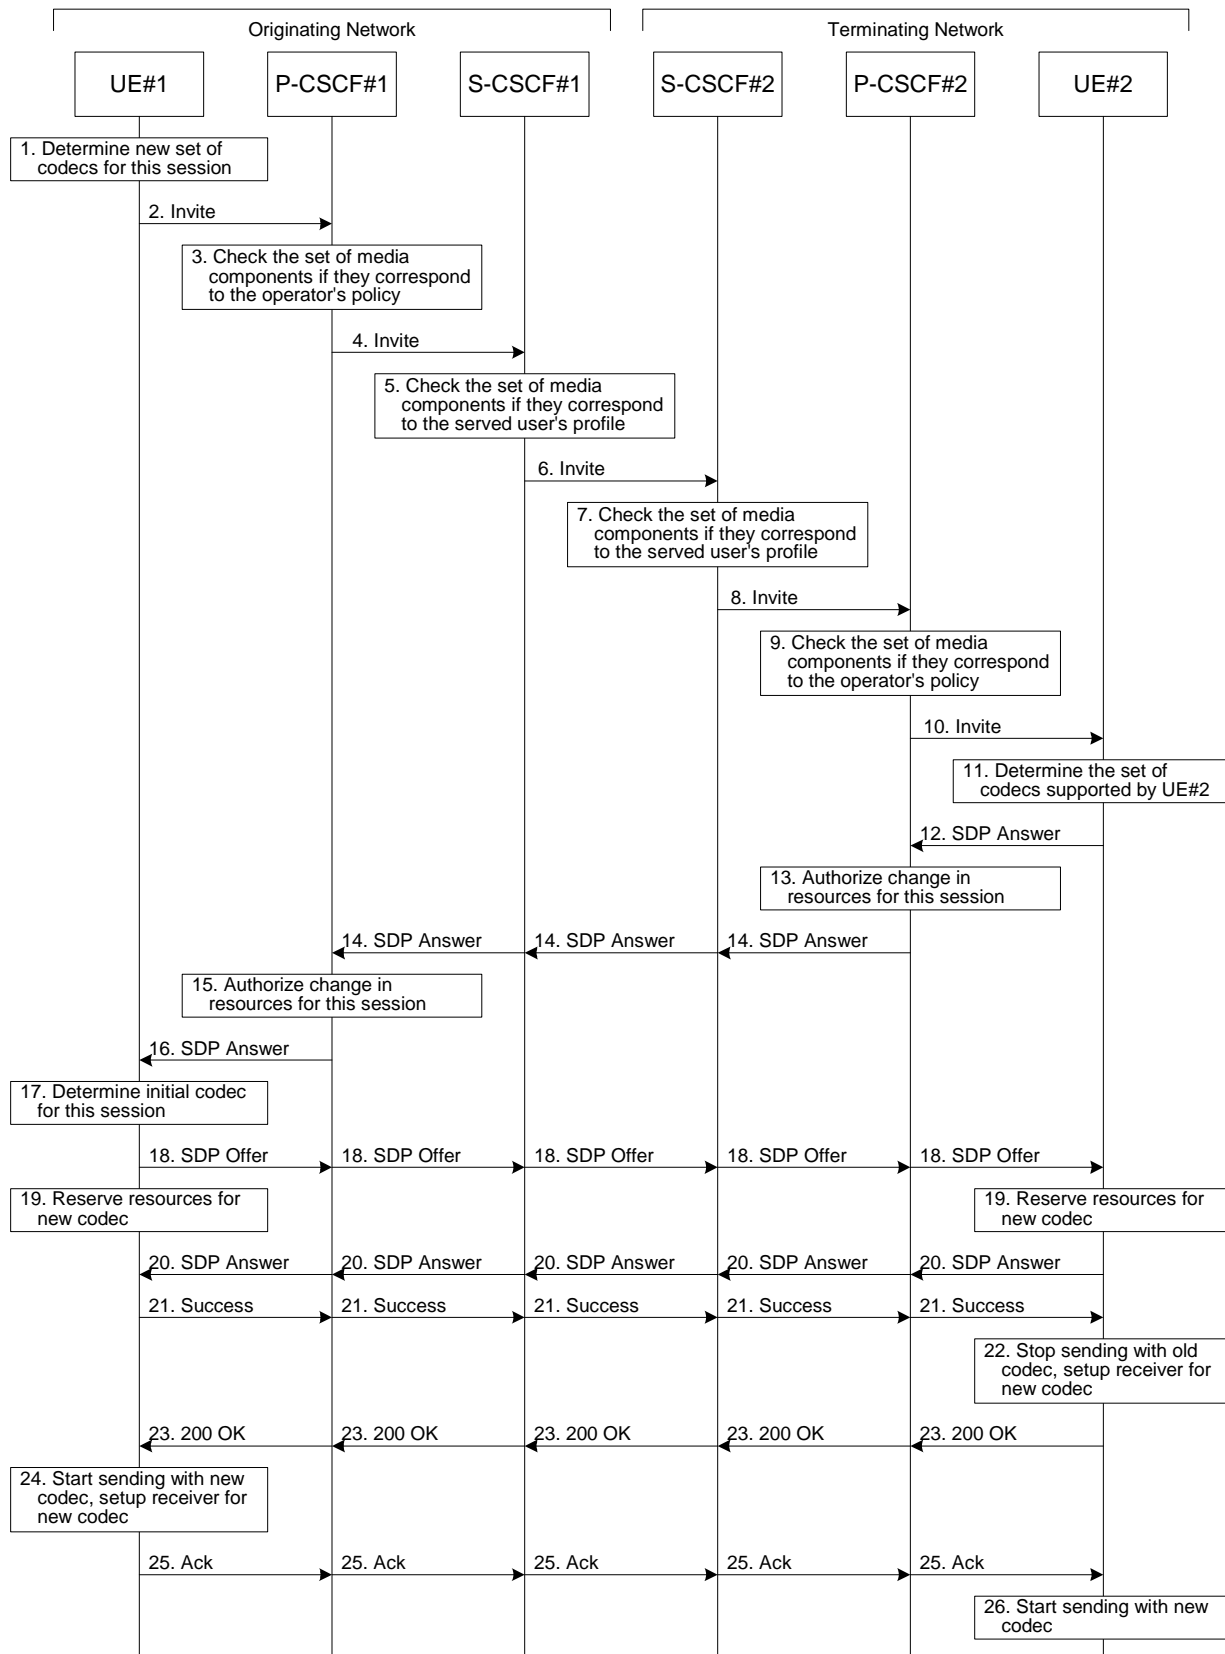 Originating Network
Terminating Network
UE#1
P-CSCF#1
S-CSCF#1
S-CSCF#2
P-CSCF#2
UE#2
1. Determine new set of
codecs for this session
2. Invite
3. Check the set of media
components if they correspond
to the operator's policy
4. Invite
5. Check the set of media
components if they correspond
to the served user's profile
6. Invite
7. Check the set of media
components if they correspond
to the served user's profile
8. Invite
9. Check the set of media
components if they correspond
to the operator's policy
10. Invite
11. Determine the set of
codecs supported by UE#2
12. SDP Answer
13. Authorize change in
resources for this session
14. SDP Answer
14. SDP Answer
14. SDP Answer
15. Authorize change in
resources for this session
16. SDP Answer
17. Determine initial codec
for this session
18. SDP Offer
18. SDP Offer
18. SDP Offer
18. SDP Offer
18. SDP Offer
19. Reserve resources for
new codec
19. Reserve resources for
new codec
20. SDP Answer
20. SDP Answer
20. SDP Answer
20. SDP Answer
20. SDP Answer
21. Success
21. Success
21. Success
21. Success
21. Success
22. Stop sending with old
codec, setup receiver for
new codec
23. 200 OK
23. 200 OK
23. 200 OK
23. 200 OK
23. 200 OK
24. Start sending with new
codec, setup receiver for
new codec
25. Ack
25. Ack
25. Ack
25. Ack
25. Ack
26. Start sending with new
codec